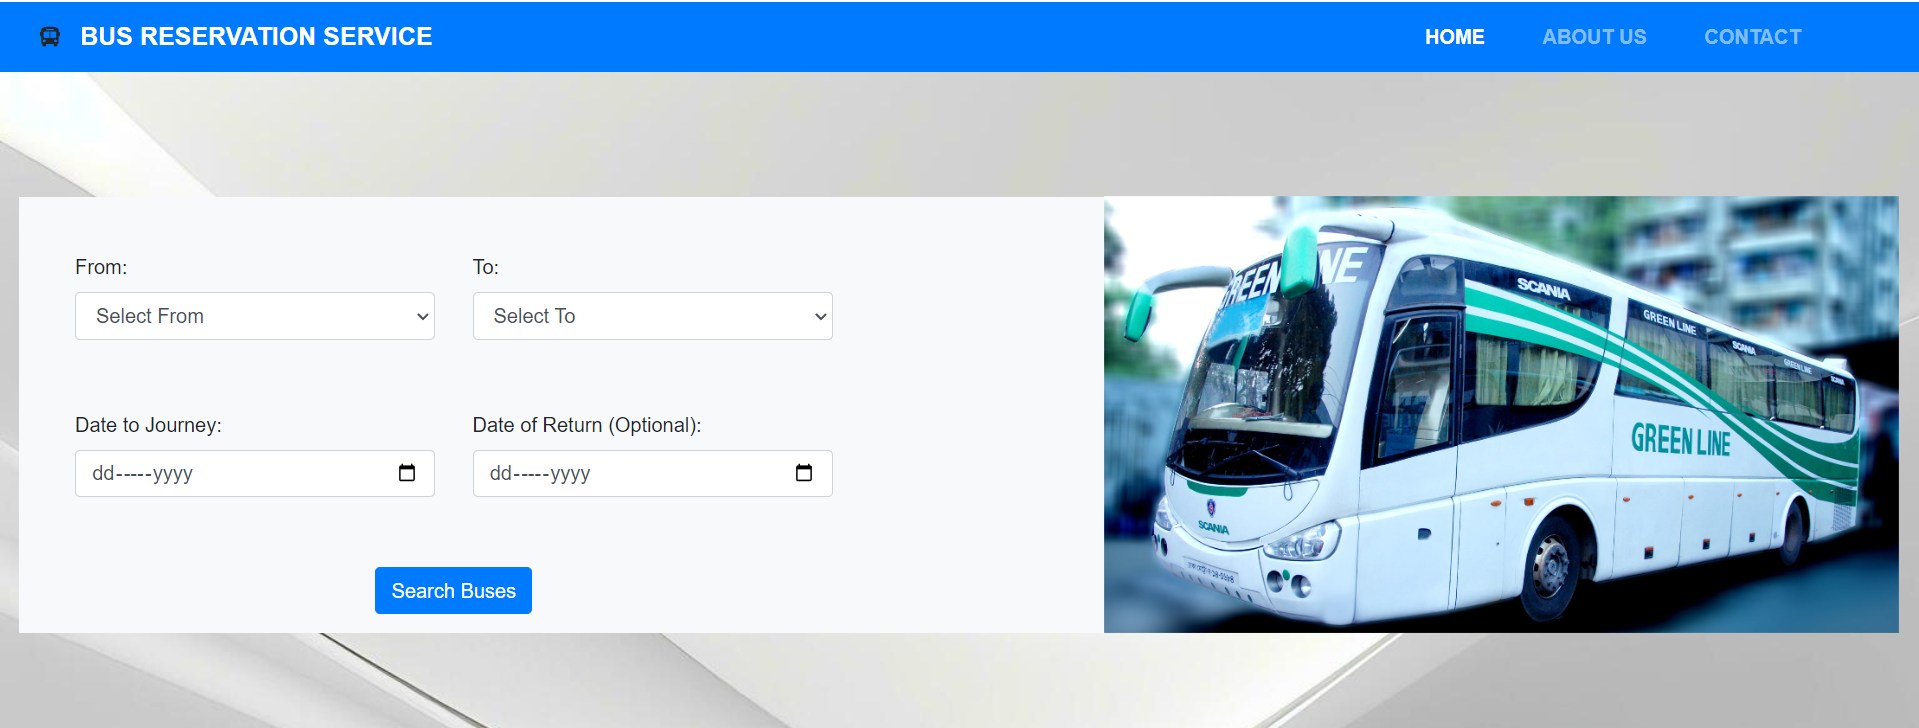 BUS RESERVATION SERVICE
HOME
ABOUT US
CONTACT
From:
To:
Select From
Select To
Date to Journey:
Date of Return (Optional):
dd-----yyyy
dd-----yyyy
Search Buses
GREEN
NE
SCANIA
GREEN LINE
SCANIA
GREEN LINE
SCANIA
GREEN LINE
SCANIA